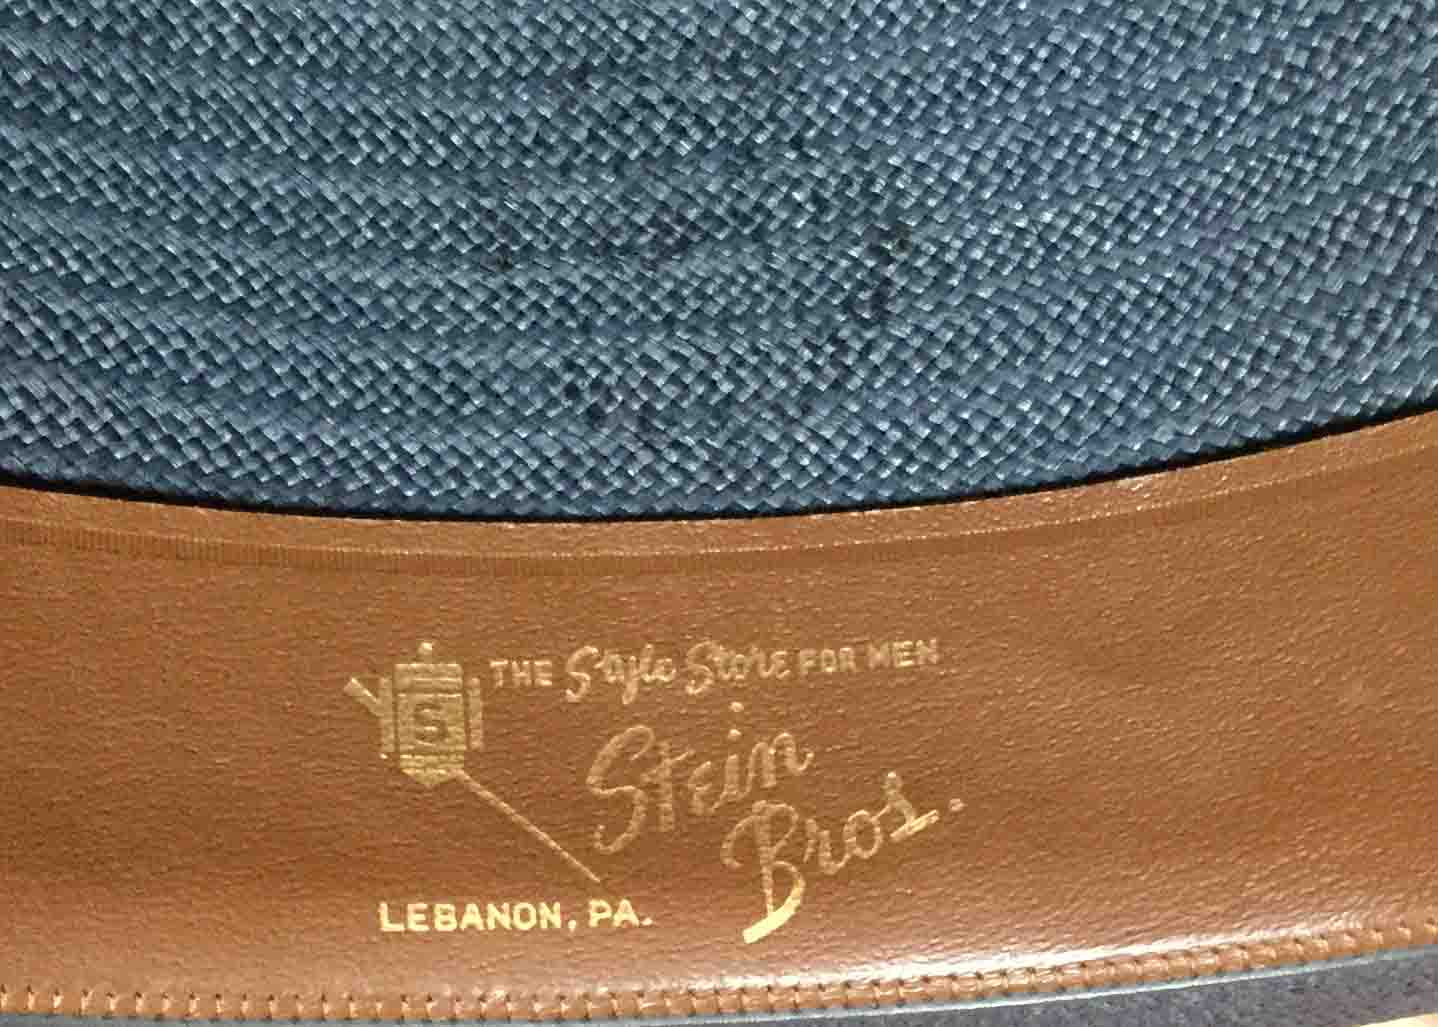 THE Style Store FOR MEN
S
Stein
Bros.
LEBANON, PA.